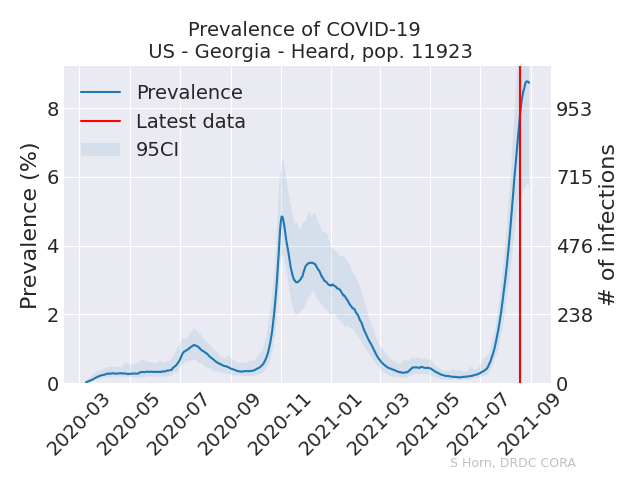 Prevalence of COVID-19
US - Georgia - Heard, pop. 11923
Prevalence
Latest data
95CI
Prevalence (%)
8
6
4
2
0
953
715
476
238
0
# of infections
2020-03
2020-05
2020-07
2020-09
2020-11
2021-01
2021-03
2021-05
2021-07
2021-09
S Horn, DRDC CORA